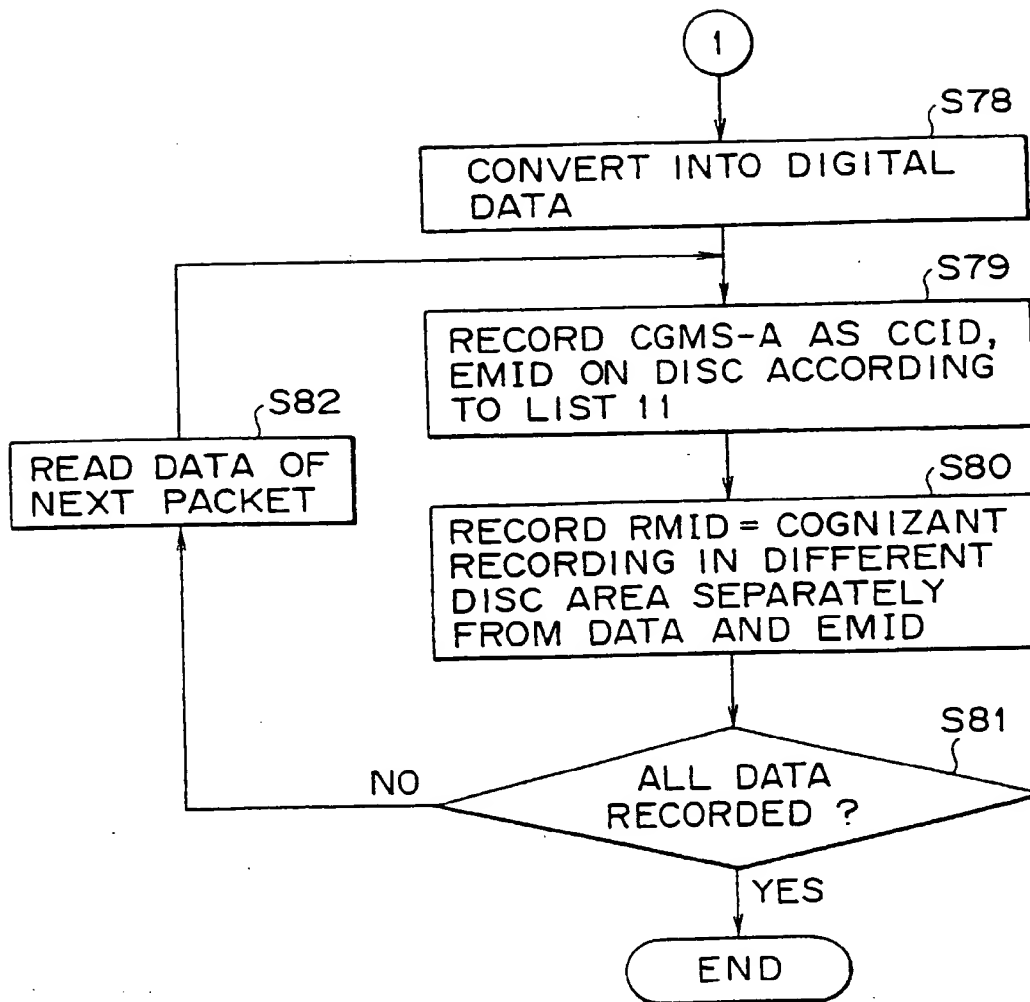 1
S78
CONVERT INTO DIGITAL
DATA
S79
RECORD CGMS-A AS CCID,
EMID ON DISC ACCORDING
TO LIST 11
S82
READ DATA OF
NEXT PACKET
S80
RECORD RMID = COGNIZANT
RECORDING IN DIFFERENT
DISC AREA SEPARATELY
FROM DATA AND EMID
S81
ALL DATA
RECORDED ?
NO
YES
END